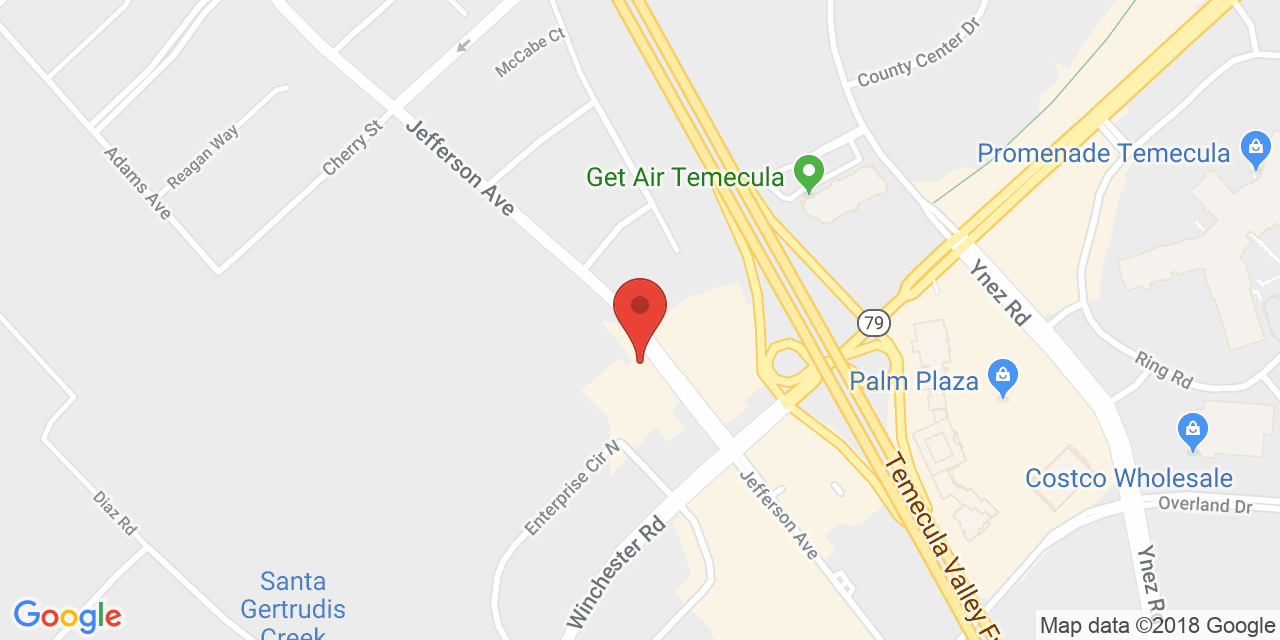 McCabe Ct
County Center Dr
Reagan Way
Cherry St
Jefferson Ave
Adams Ave
Promenade Temecula
Get Air Temecula
Ynez Rd
79
Ring Rd
Palm Plaza
Costco Wholesale
Overland Dr
Enterprise Cir N
Winchester Rd
Jefferson Ave
Temecula Valley F
Diaz Rd
Ynez R
Santa
Gertrudis
Creek
Google
Map data ©2018 Google